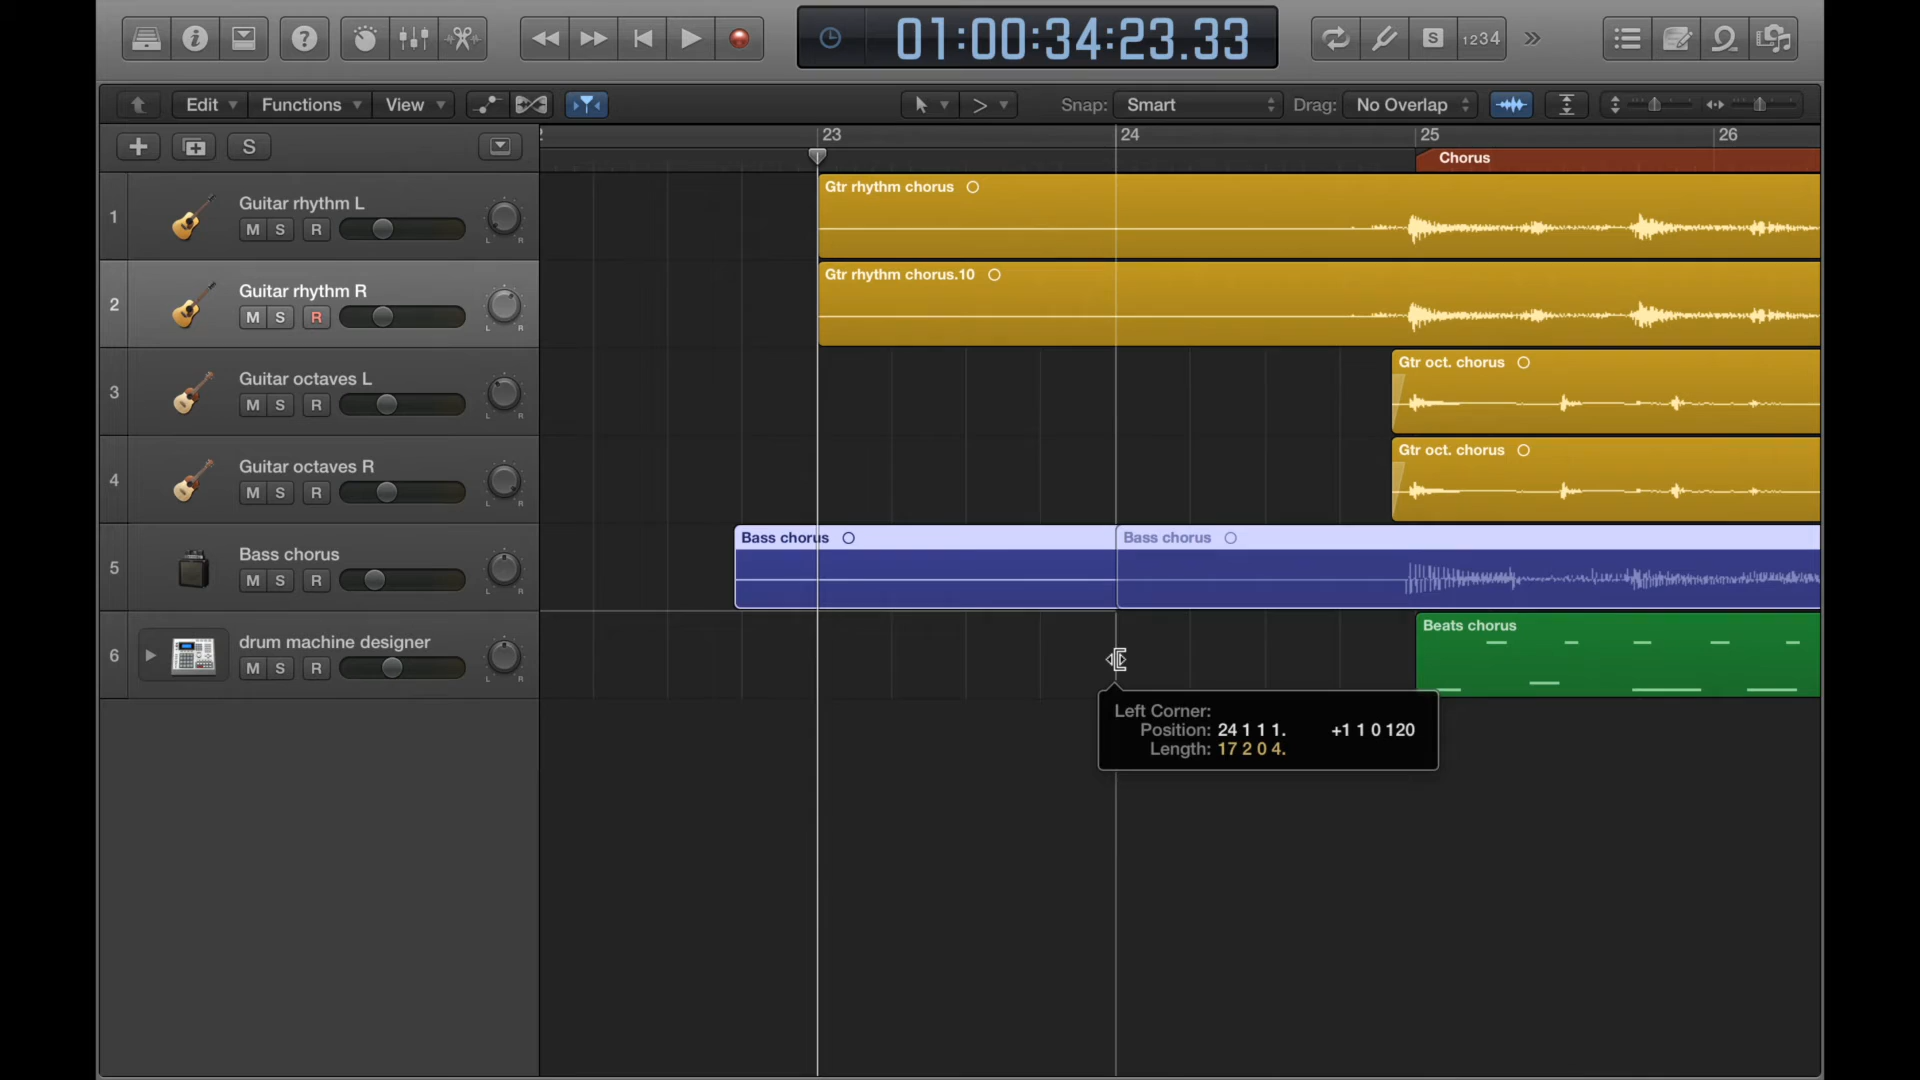 01:00:34:23.33
S
1234
Edit
Functions
View
Snap: Smart
Drag: No Overlap
S
23
24
25
26
Chorus
1
Guitar rhythm L
M S R
L R
Gtr rhythm chorus
2
Guitar rhythm R
M S R
L R
Gtr rhythm chorus.10
3
Guitar octaves L
M S R
L R
Gtr oct. chorus
4
Guitar octaves R
M S R
L R
Gtr oct. chorus
5
Bass chorus
M S R
L R
Bass chorus
Bass chorus
6
drum machine designer
M S R
L R
Beats chorus
Left Corner:
Position: 24 1 1 1. +1 1 0 120
Length: 17 2 0 4.